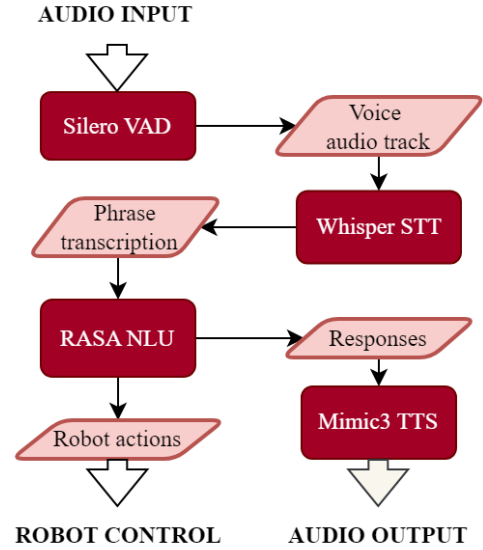 AUDIO INPUT
Silero VAD
Voice
audio track
Whisper STT
Phrase
transcription
RASA NLU
Responses
Mimic3 TTS
Robot actions
ROBOT CONTROL
AUDIO OUTPUT